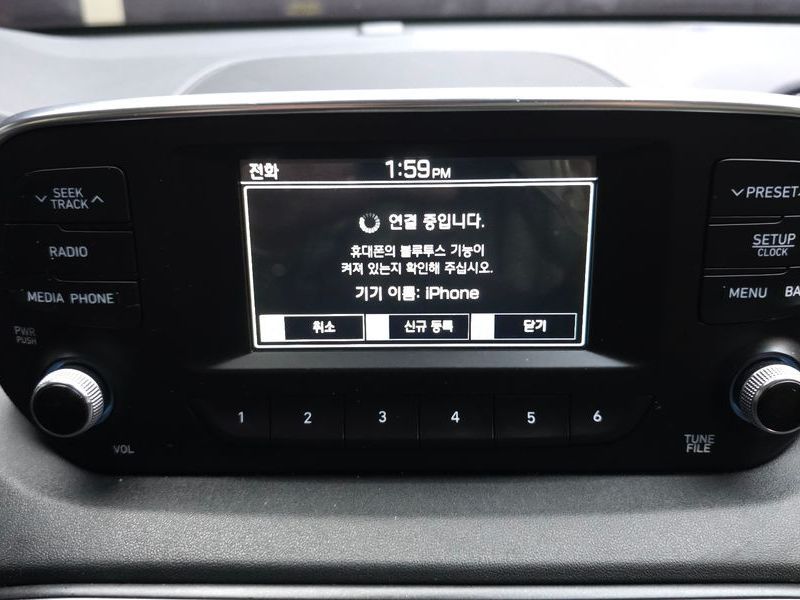 전화 1:59PM
연결 중입니다.
휴대폰의 블루투스 기능이
켜져 있는지 확인해 주십시오.
기기 이름: iPhone
취소 신규 등록 닫기
SEEK
TRACK
RADIO
MEDIA PHONE
PWR
PUSH
VOL
1 2 3 4 5 6
PRESET
SETUP
CLOCK
MENU
TUNE
FILE